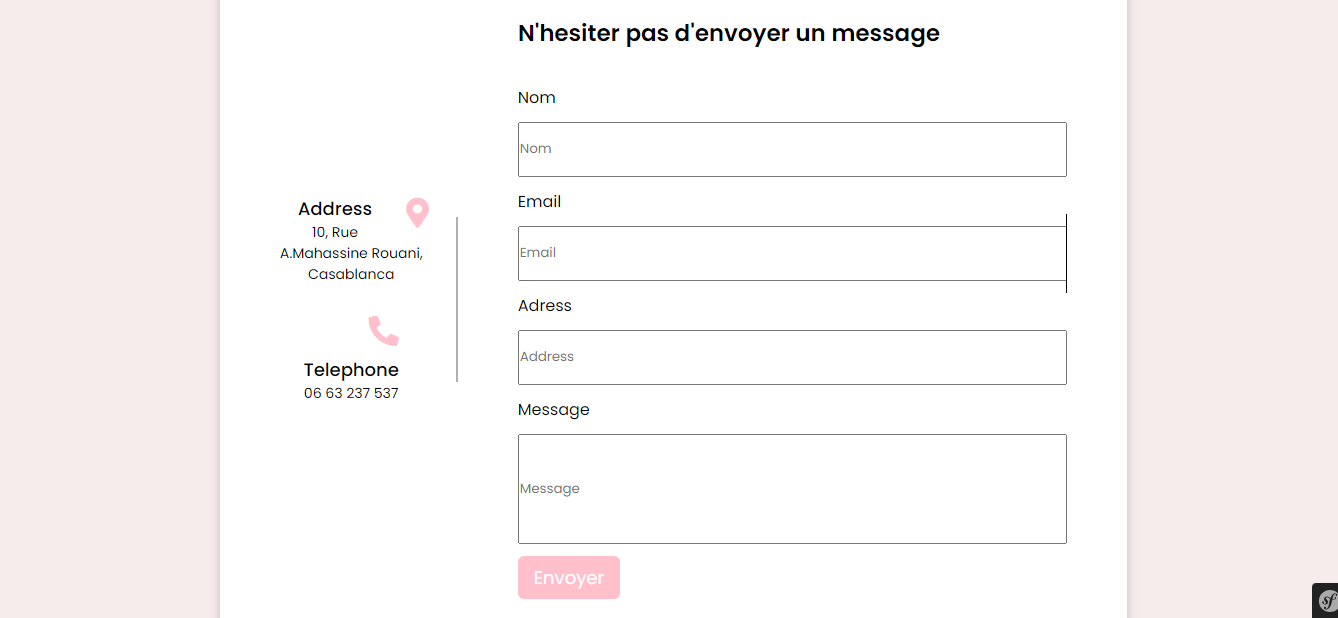 N'hesiter pas d'envoyer un message
Address
10, Rue
A.Mahassine Rouani,
Casablanca
Telephone
06 63 237 537
Nom
Nom
Email
Email
Adress
Address
Message
Message
Envoyer
sf